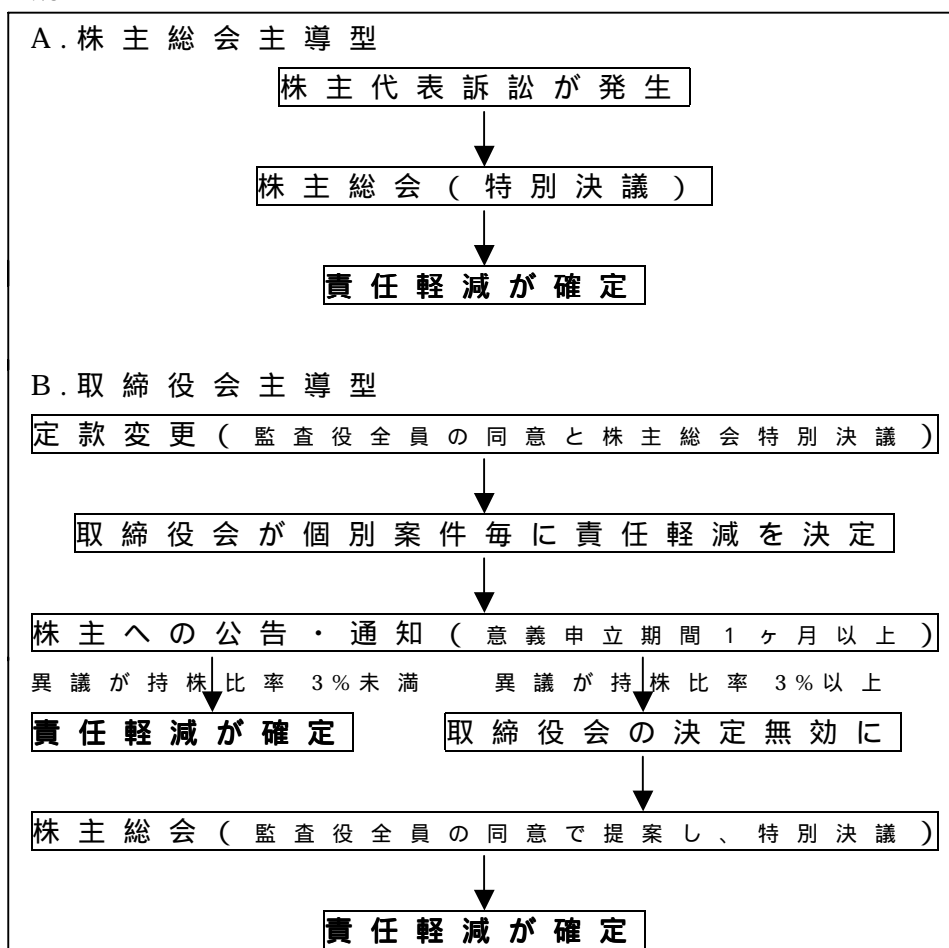 A.株主総会主導型
株主代表訴訟が発生
株主総会(特別決議)
責任軽減が確定
B.取締役会主導型
定款変更(監査役全員の同意と株主総会特別決議)
取締役会が個別案件毎に責任軽減を決定
株主への公告・通知(意義申立期間1ヶ月以上)
異議が持株比率3%未満 異議が持株比率3%以上
責任軽減が確定 取締役会の決定無効に
株主総会(監査役全員の同意で提案し、特別決議)
責任軽減が確定